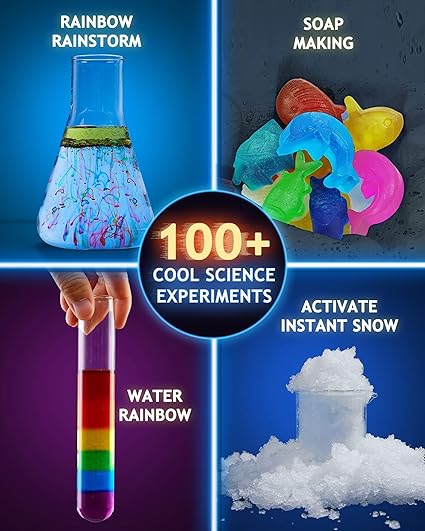 RAINBOW
RAINSTORM
SOAP
MAKING
100+
COOL SCIENCE
EXPERIMENTS
WATER
RAINBOW
ACTIVATE
INSTANT SNOW